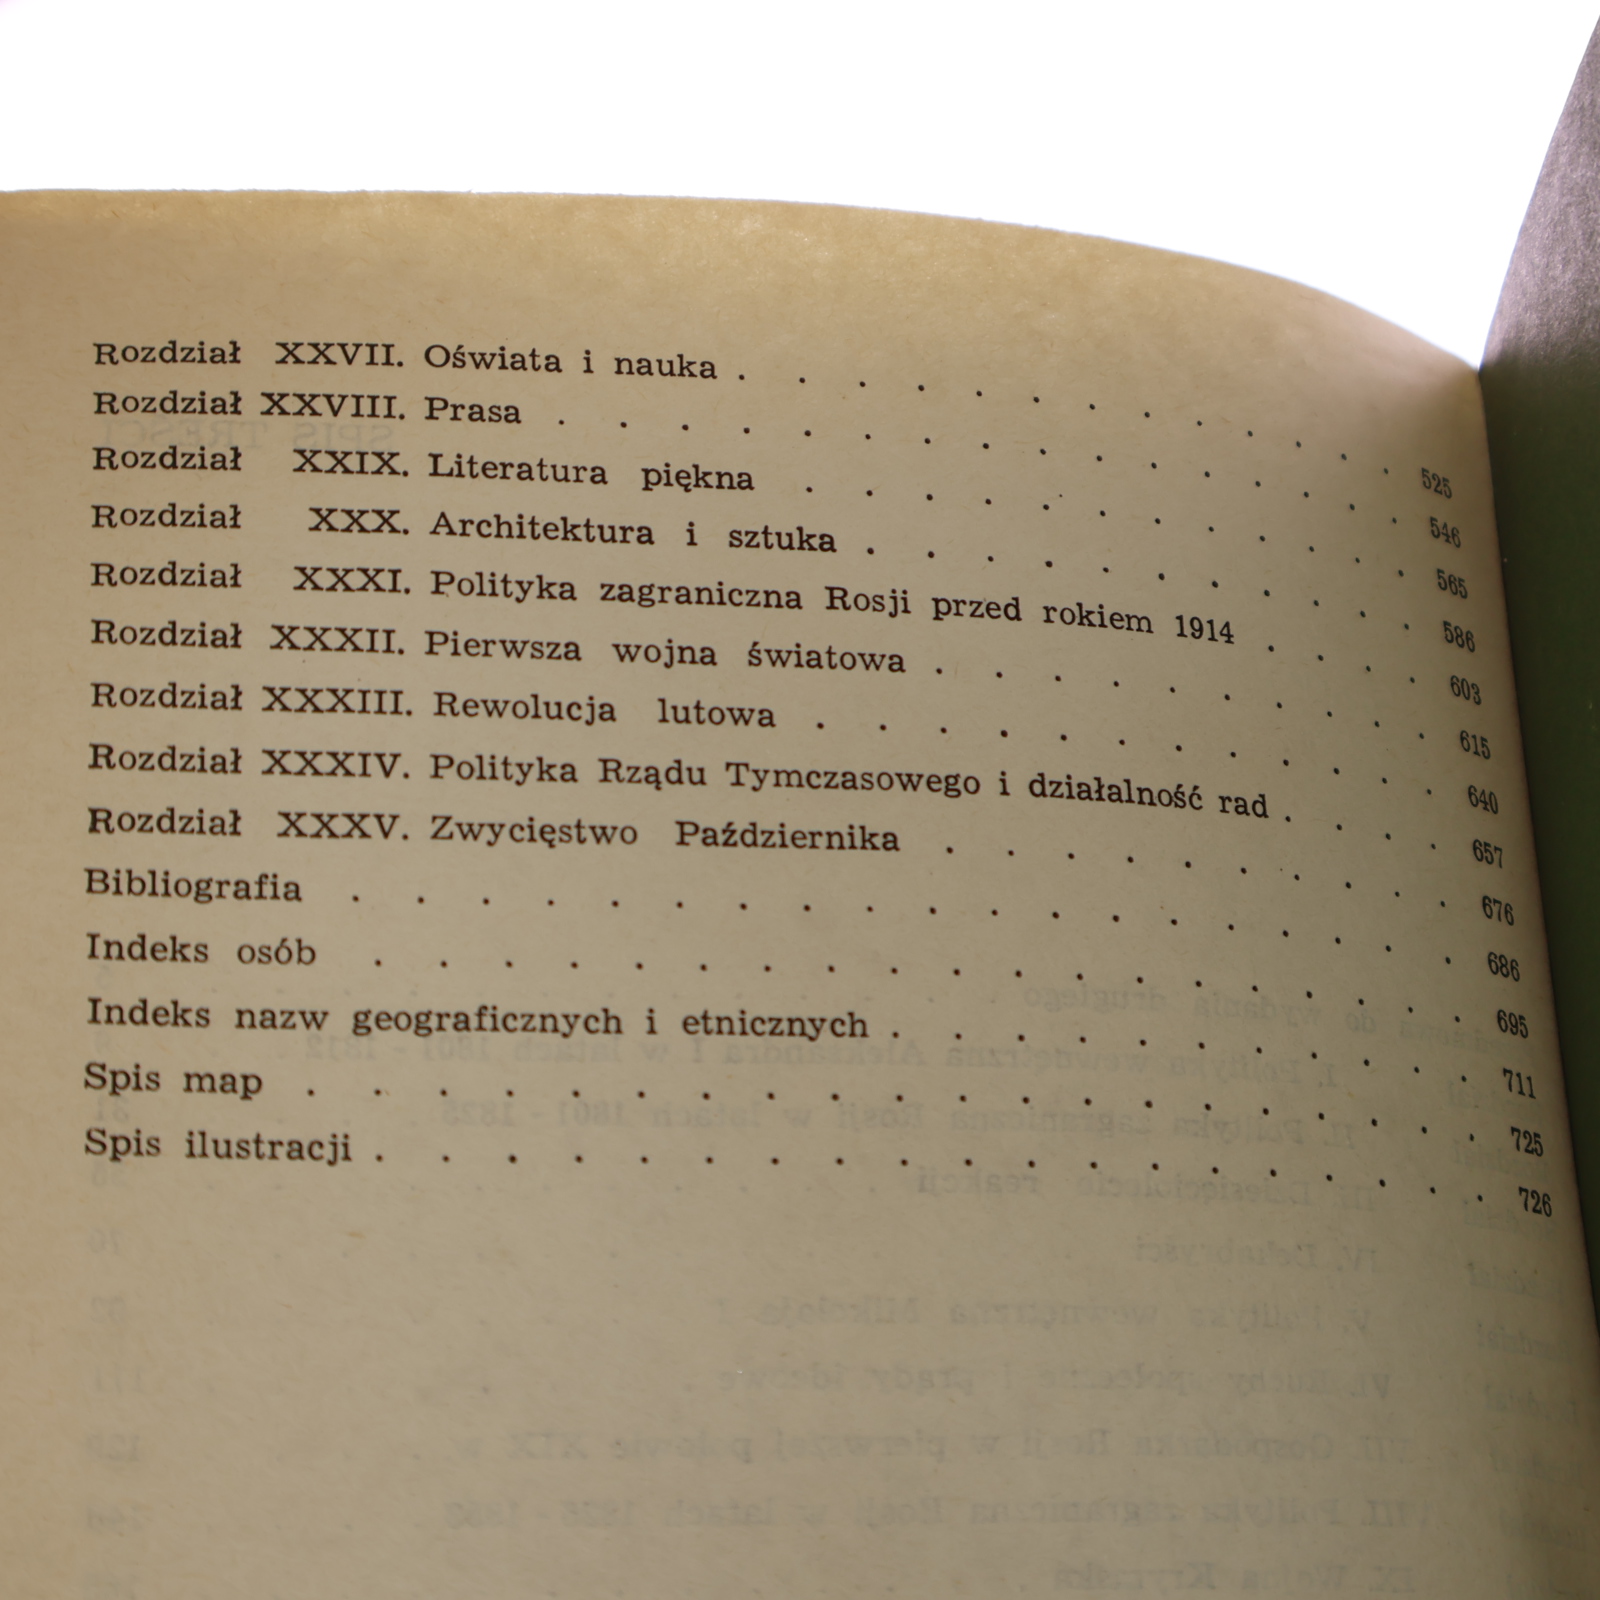 Rozdział XXVII. Oświata i nauka . . . . . . . . . . . . 525
Rozdział XXVIII. Prasa . . . . . . . . . . . . . . . 546
Rozdział XXIX. Literatura piękna . . . . . . . . . . . 565
Rozdział XXX. Architektura i sztuka . . . . . . . . . . 586
Rozdział XXXI. Polityka zagraniczna Rosji przed rokiem 1914 . . . . 603
Rozdział XXXII. Pierwsza wojna światowa . . . . . . . . . 615
Rozdział XXXIII. Rewolucja lutowa . . . . . . . . . . . 640
Rozdział XXXIV. Polityka Rządu Tymczasowego i działalność rad . . . . 657
Rozdział XXXV. Zwycięstwo Października . . . . . . . . . 676
Bibliografia . . . . . . . . . . . . . . . . . . 686
Indeks osób . . . . . . . . . . . . . . . . . . 695
Indeks nazw geograficznych i etnicznych . . . . . . . . . . 711
Spis map . . . . . . . . . . . . . . . . . . . 725
Spis ilustracji . . . . . . . . . . . . . . . . . . 726